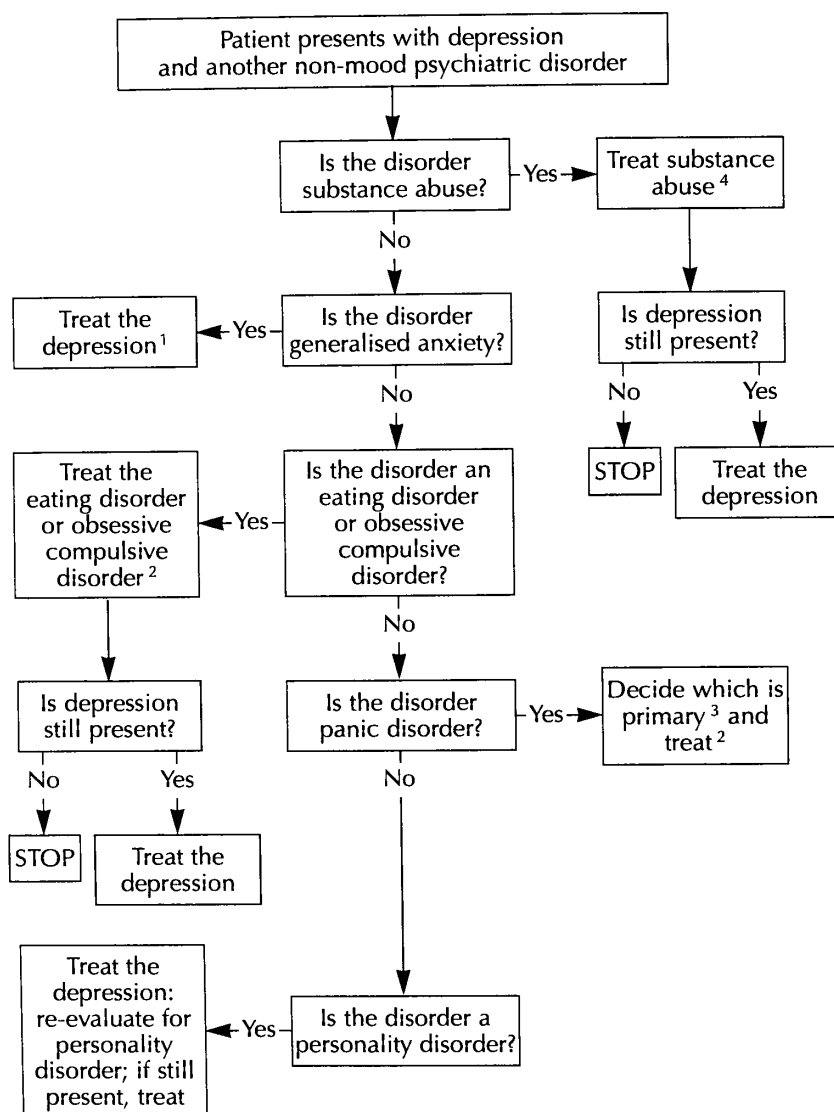 Patient presents with depression
and another non-mood psychiatric disorder
Is the disorder
substance abuse?
Yes
Treat substance
abuse 4
No
Treat the
depression 1
Yes
Is the disorder
generalised anxiety?
Is depression
still present?
No
No
Yes
Treat the
eating disorder
or obsessive
compulsive
disorder 2
Yes
Is the disorder an
eating disorder
or obsessive
compulsive
disorder?
STOP
Treat the
depression
No
Is depression
still present?
Is the disorder
panic disorder?
Yes
Decide which is
primary 3 and
treat 2
No
Yes
No
STOP
Treat the
depression
Treat the
depression:
re-evaluate for
personality
disorder; if still
present, treat
Yes
Is the disorder a
personality disorder?